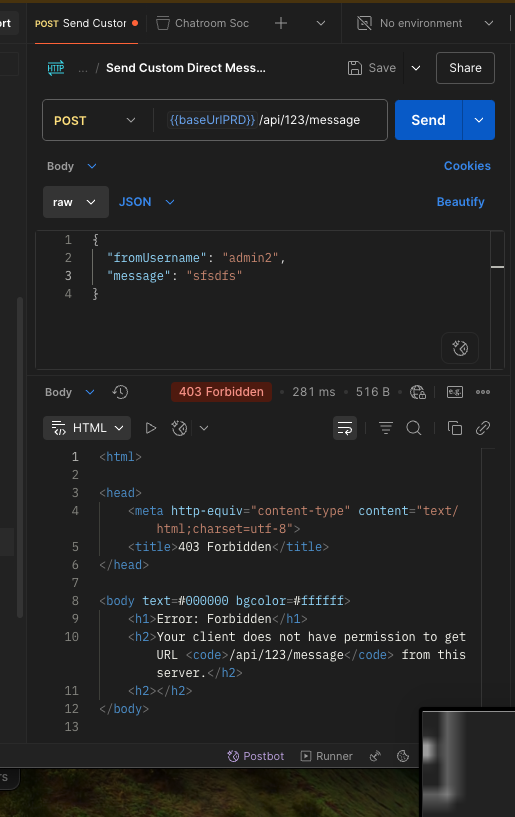 ort
POST Send Custor
Chatroom Soc
No environment
HTTP ... / Send Custom Direct Mess...
Save
Share
POST
{{baseUrlPRD}} /api/123/message
Send
Body
Cookies
raw
JSON
Beautify
1 {
2 "fromUsername": "admin2",
3 "message": "sfsdfs"
4 }
Body
403 Forbidden • 281 ms • 516 B •
e.g.
HTML
1 <html>
2
3 <head>
4 <meta http-equiv="content-type" content="text/
html;charset=utf-8">
5 <title>403 Forbidden</title>
6 </head>
7
8 <body text=#000000 bgcolor=#ffffff>
9 <h1>Error: Forbidden</h1>
10 <h2>Your client does not have permission to get
URL <code>/api/123/message</code> from this
server.</h2>
11 <h2></h2>
12 </body>
13
Postbot
Runner
rs